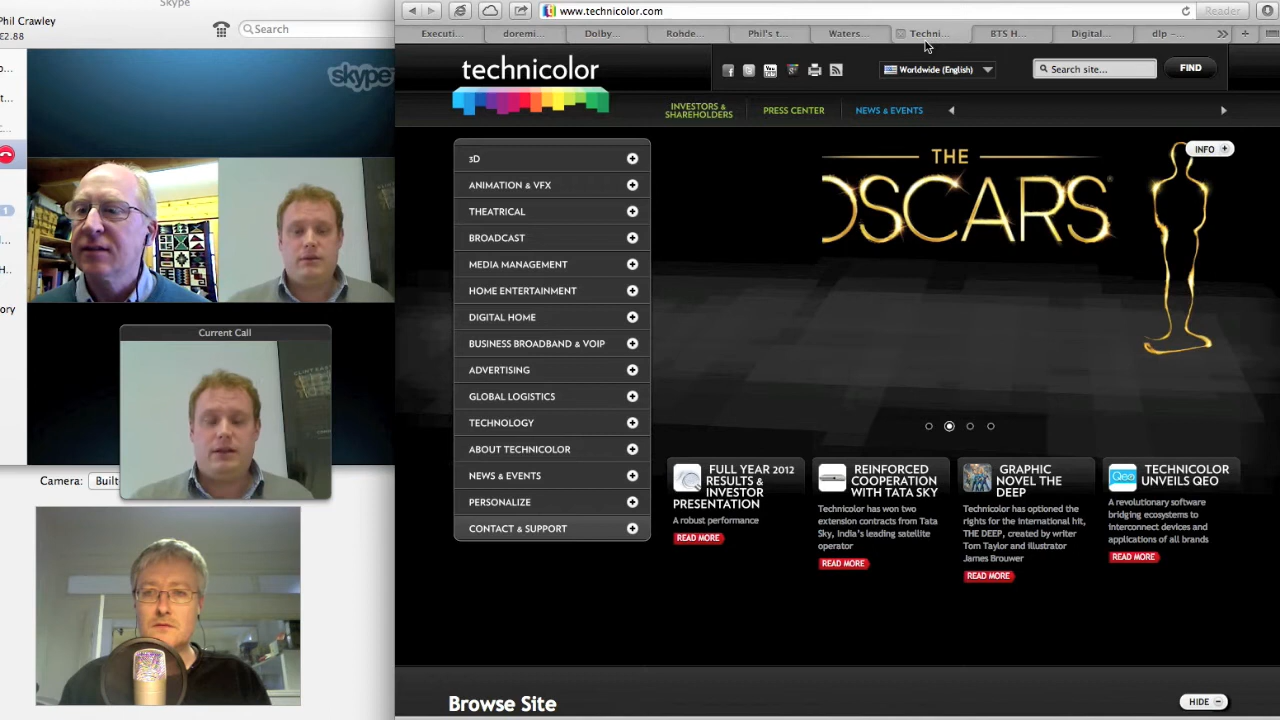 Skype
Phil Crawley
£2.88
Search
skype
Current Call
Camera:
Built
www.technicolor.com
Reader
Executi...
doremi...
Dolby...
Rohde...
Phil's t...
Waters...
Techni...
BTS H...
Digital...
dlp –...
technicolor
Worldwide (English)
Search site...
FIND
INVESTORS &
SHAREHOLDERS
PRESS CENTER
NEWS & EVENTS
3D
ANIMATION & VFX
THEATRICAL
BROADCAST
MEDIA MANAGEMENT
HOME ENTERTAINMENT
DIGITAL HOME
BUSINESS BROADBAND & VOIP
ADVERTISING
GLOBAL LOGISTICS
TECHNOLOGY
ABOUT TECHNICOLOR
NEWS & EVENTS
PERSONALIZE
CONTACT & SUPPORT
INFO
THE
OSCARS
FULL YEAR 2012
RESULTS &
INVESTOR
PRESENTATION
A robust performance
READ MORE
REINFORCED
COOPERATION
WITH TATA SKY
Technicolor has won two
extension contracts from Tata
Sky, India's leading satellite
operator
READ MORE
GRAPHIC
NOVEL THE
DEEP
Technicolor has optioned the
rights for the international hit,
THE DEEP, created by writer
Tom Taylor and illustrator
James Brouwer
READ MORE
Qeo
TECHNICOLOR
UNVEILS QEO
A revolutionary software
bridging ecosystems to
interconnect devices and
applications of all brands
READ MORE
Browse Site
HIDE